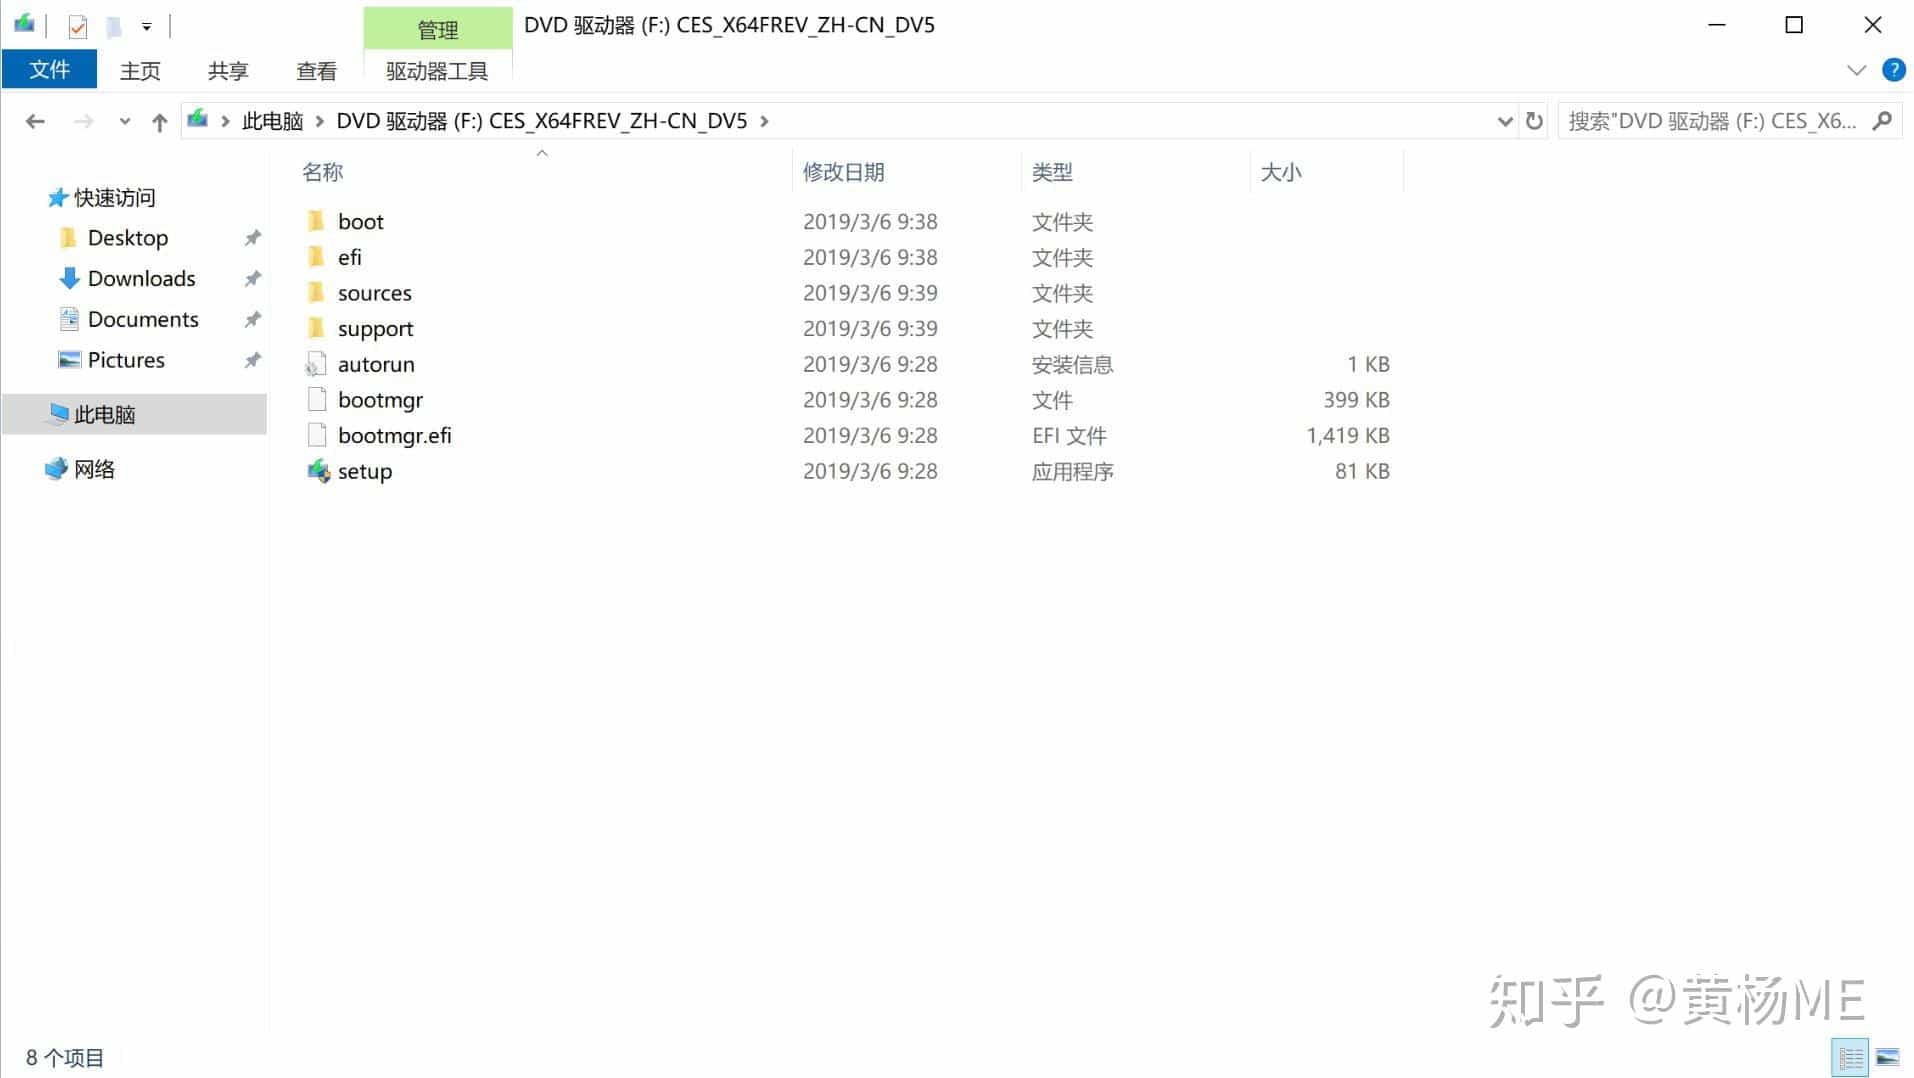 管理
DVD 驱动器 (F:) CES_X64FREV_ZH-CN_DV5
文件
主页
共享
查看
驱动器工具
?
此电脑
DVD 驱动器 (F:) CES_X64FREV_ZH-CN_DV5
搜索"DVD 驱动器 (F:) CES_X6...
快速访问
Desktop
Downloads
Documents
Pictures
此电脑
网络
名称 修改日期 类型 大小
boot 2019/3/6 9:38 文件夹
efi 2019/3/6 9:38 文件夹
sources 2019/3/6 9:39 文件夹
support 2019/3/6 9:39 文件夹
autorun 2019/3/6 9:28 安装信息 1 KB
bootmgr 2019/3/6 9:28 文件 399 KB
bootmgr.efi 2019/3/6 9:28 EFI 文件 1,419 KB
setup 2019/3/6 9:28 应用程序 81 KB
知乎 @黄杨ME
8 个项目